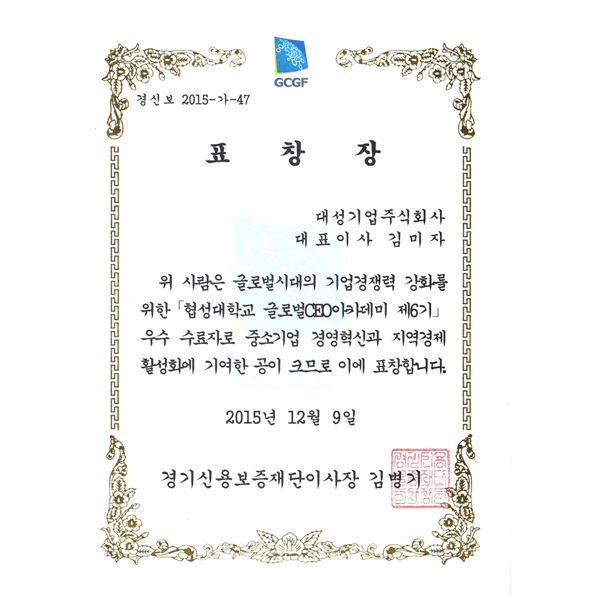 GCGF
경신보 2015-가-47
표 창 장
대성기업주식회사
대표이사 김미자
위 사람은 글로벌시대의 기업경쟁력 강화를
위한「협성대학교 글로벌CEO아카데미 제6기」
우수 수료자로 중소기업 경영혁신과 지역경제
활성화에 기여한 공이 크므로 이에 표창합니다.
2015년 12월 9일
경기신용보증재단이사장 김병기